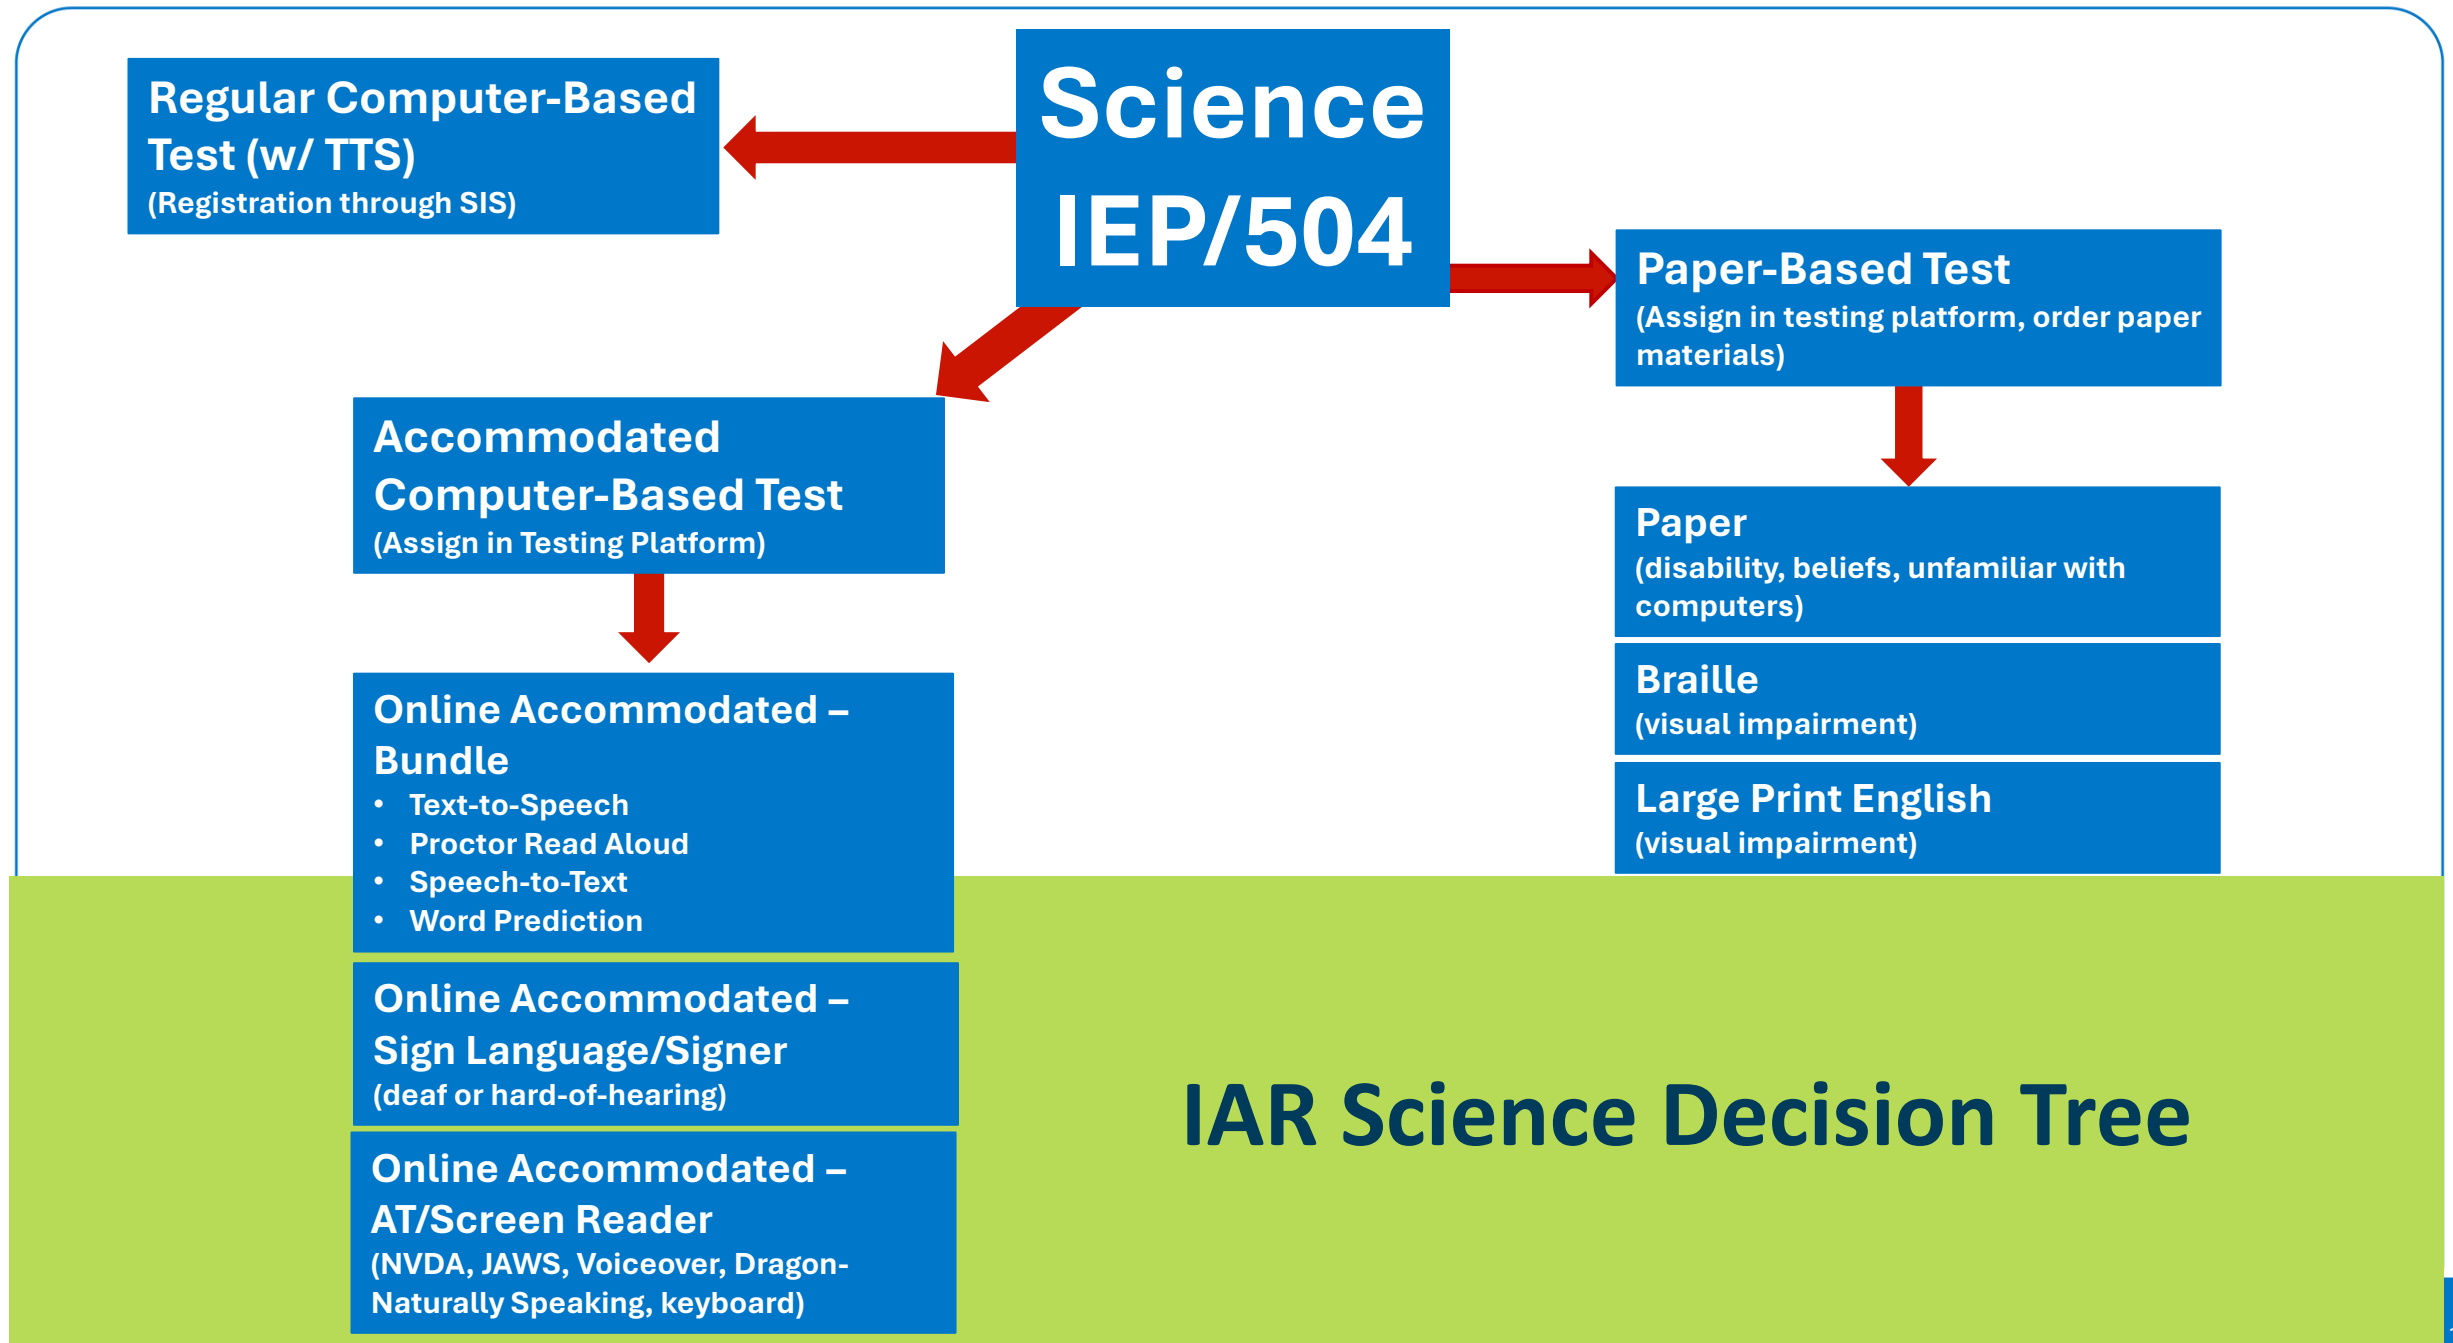 Science
IEP/504
Regular Computer-Based
Test (w/ TTS)
(Registration through SIS)
Paper-Based Test
(Assign in testing platform, order paper
materials)
Accommodated
Computer-Based Test
(Assign in Testing Platform)
Paper
(disability, beliefs, unfamiliar with
computers)
Braille
(visual impairment)
Large Print English
(visual impairment)
Online Accommodated –
Bundle
• Text-to-Speech
• Proctor Read Aloud
• Speech-to-Text
• Word Prediction
Online Accommodated –
Sign Language/Signer
(deaf or hard-of-hearing)
Online Accommodated –
AT/Screen Reader
(NVDA, JAWS, Voiceover, Dragon-
Naturally Speaking, keyboard)
IAR Science Decision Tree